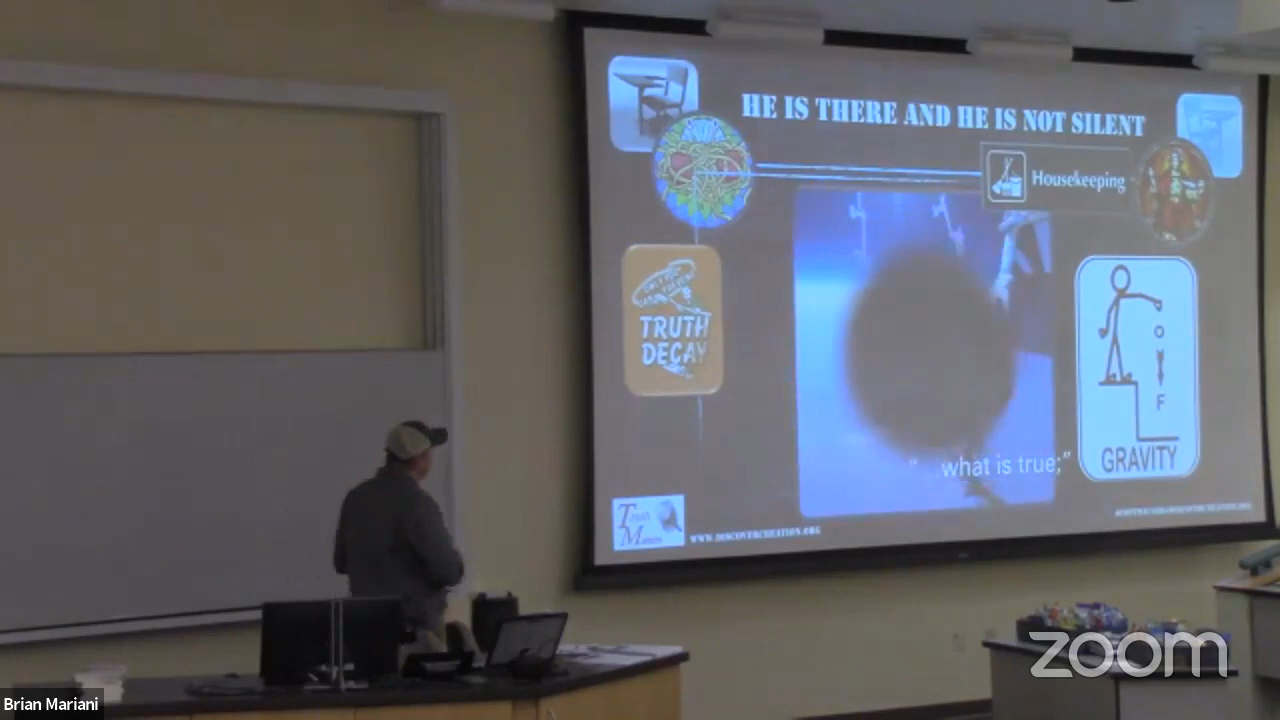 HE IS THERE AND HE IS NOT SILENT
Housekeeping
TRUTH
DECAY
"...what is true;"
F
GRAVITY
Truth
Matters
WWW.DISCOVERCREATION.ORG
zoom
Brian Mariani